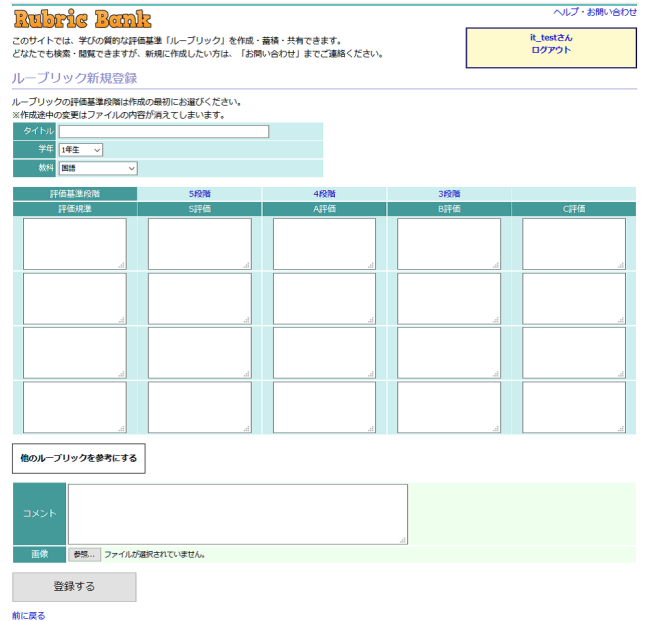 Rubric Bank
ヘルプ・お問い合わせ
このサイトでは、学びの質的な評価基準「ルーブリック」を作成・蓄積・共有できます。
どなたでも検索・閲覧できますが、新規に作成したい方は、「お問い合わせ」までご連絡ください。
it_testさん
ログアウト
ルーブリック新規登録
ルーブリックの評価基準段階は作成の最初にお選びください。
※作成途中の変更はファイルの内容が消えてしまいます。
タイトル
学年 1年生
教科 国語
評価基準段階 5段階 4段階 3段階
評価規準 S評価 A評価 B評価 C評価
他のルーブリックを参考にする
コメント
画像 参照... ファイルが選択されていません。
登録する
前に戻る